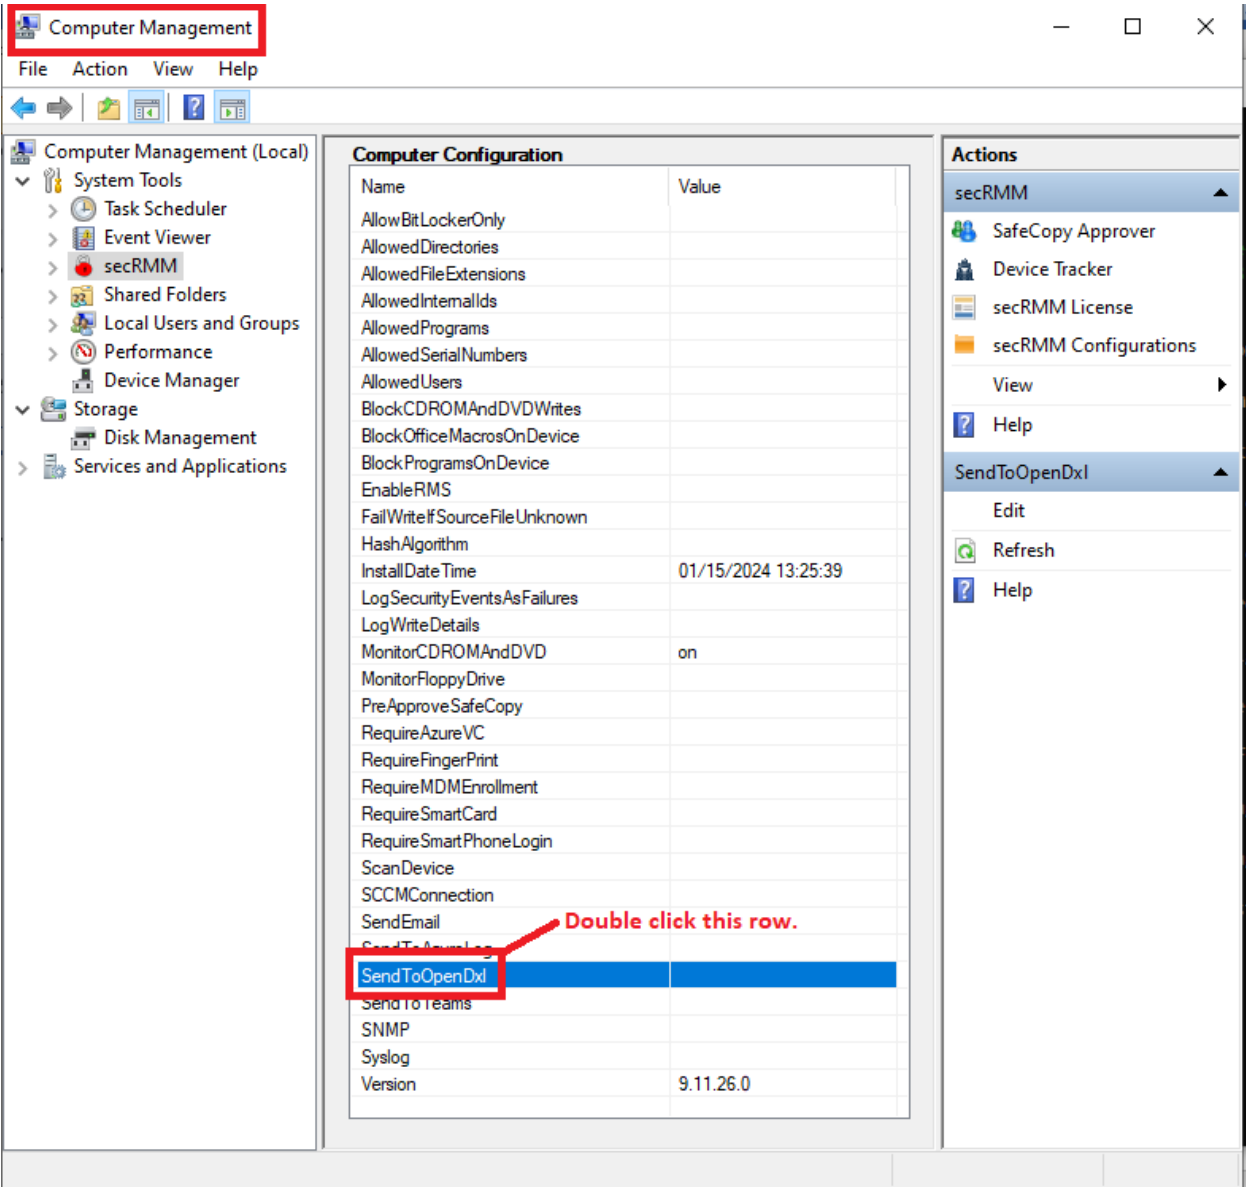 Computer Management
File Action View Help
Computer Management (Local)
System Tools
Task Scheduler
Event Viewer
secRMM
Shared Folders
Local Users and Groups
Performance
Device Manager
Storage
Disk Management
Services and Applications
Computer Configuration
Name Value
AllowBitLockerOnly
AllowedDirectories
AllowedFileExtensions
AllowedInternalIds
AllowedPrograms
AllowedSerialNumbers
AllowedUsers
BlockCDROMAndDVDWrites
BlockOfficeMacrosOnDevice
BlockProgramsOnDevice
EnableRMS
FailWriteIfSourceFileUnknown
HashAlgorithm
InstallDateTime 01/15/2024 13:25:39
LogSecurityEventsAsFailures
LogWriteDetails
MonitorCDROMAndDVD on
MonitorFloppyDrive
PreApproveSafeCopy
RequireAzureVC
RequireFingerPrint
RequireMDMEnrollment
RequireSmartCard
RequireSmartPhoneLogin
ScanDevice
SCCMConnection
SendEmail
Double click this row.
SendToAzureLog
SendToOpenDxl
SendToTeams
SNMP
Syslog
Version 9.11.26.0
Actions
secRMM
SafeCopy Approver
Device Tracker
secRMM License
secRMM Configurations
View
Help
SendToOpenDxl
Edit
Refresh
Help